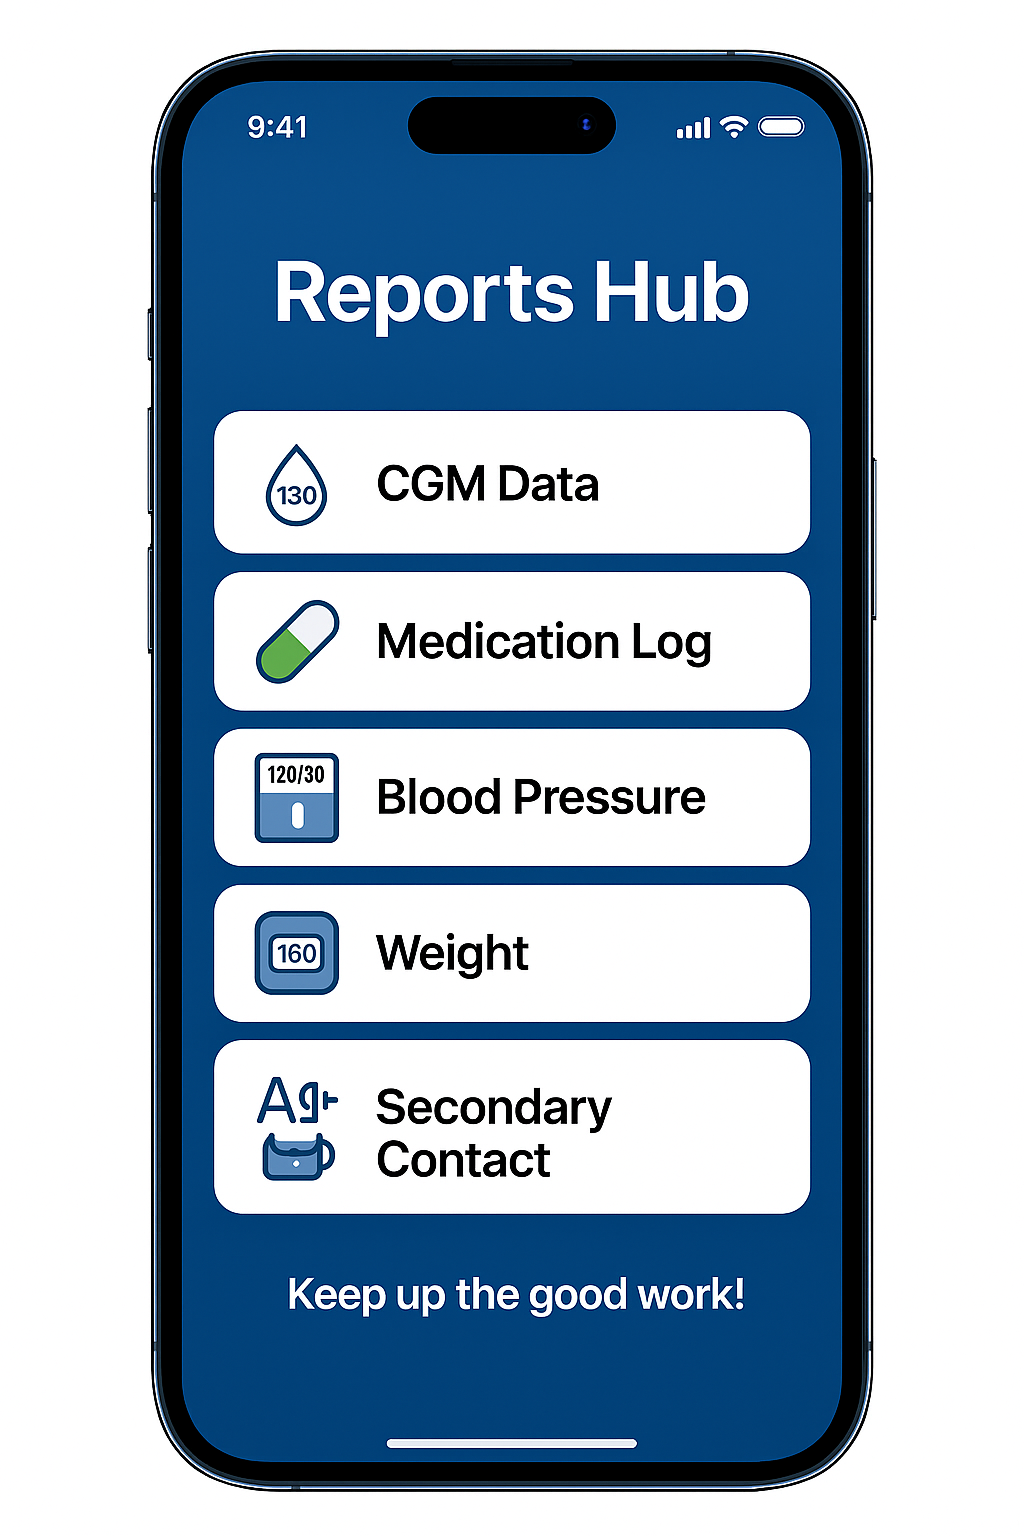 9:41
Reports Hub
130
CGM Data
Medication Log
120/30
Blood Pressure
160
Weight
Secondary
Contact
Keep up the good work!